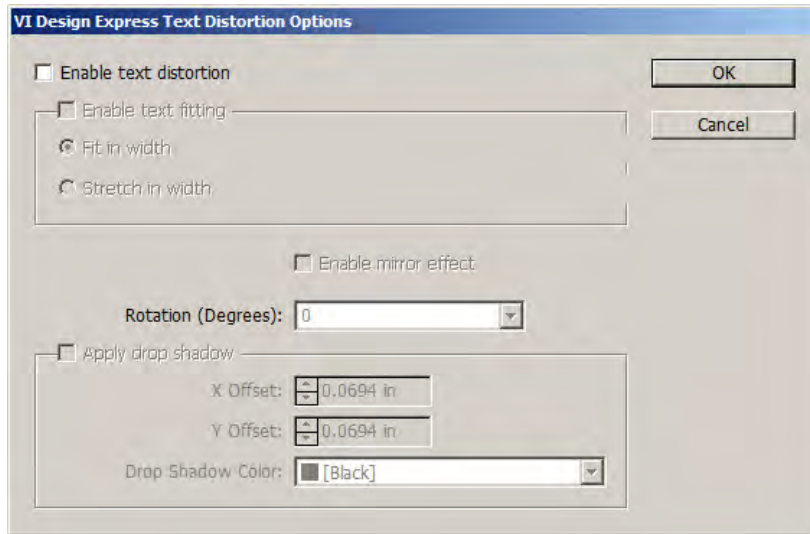 VI Design Express Text Distortion Options
Enable text distortion
OK
Enable text fitting
Cancel
Fit in width
Stretch in width
Enable mirror effect
Rotation (Degrees): 0
Apply drop shadow
X Offset: 0.0694 in
Y Offset: 0.0694 in
Drop Shadow Color: [Black]